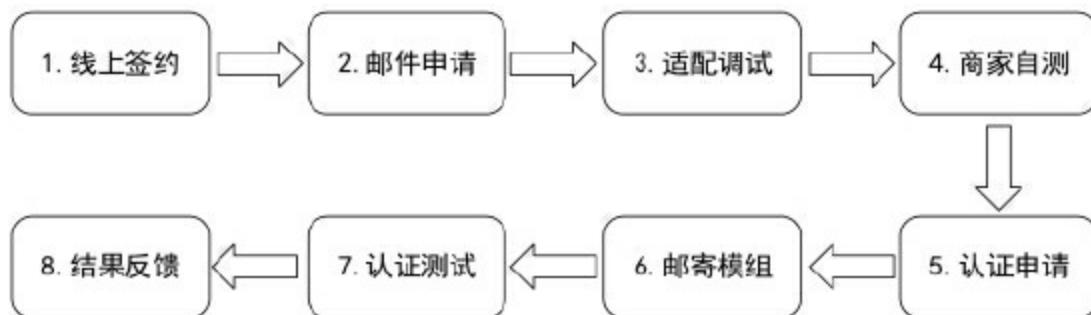 1. 线上签约
2. 邮件申请
3. 适配调试
4. 商家自测
5. 认证申请
6. 邮寄模组
7. 认证测试
8. 结果反馈